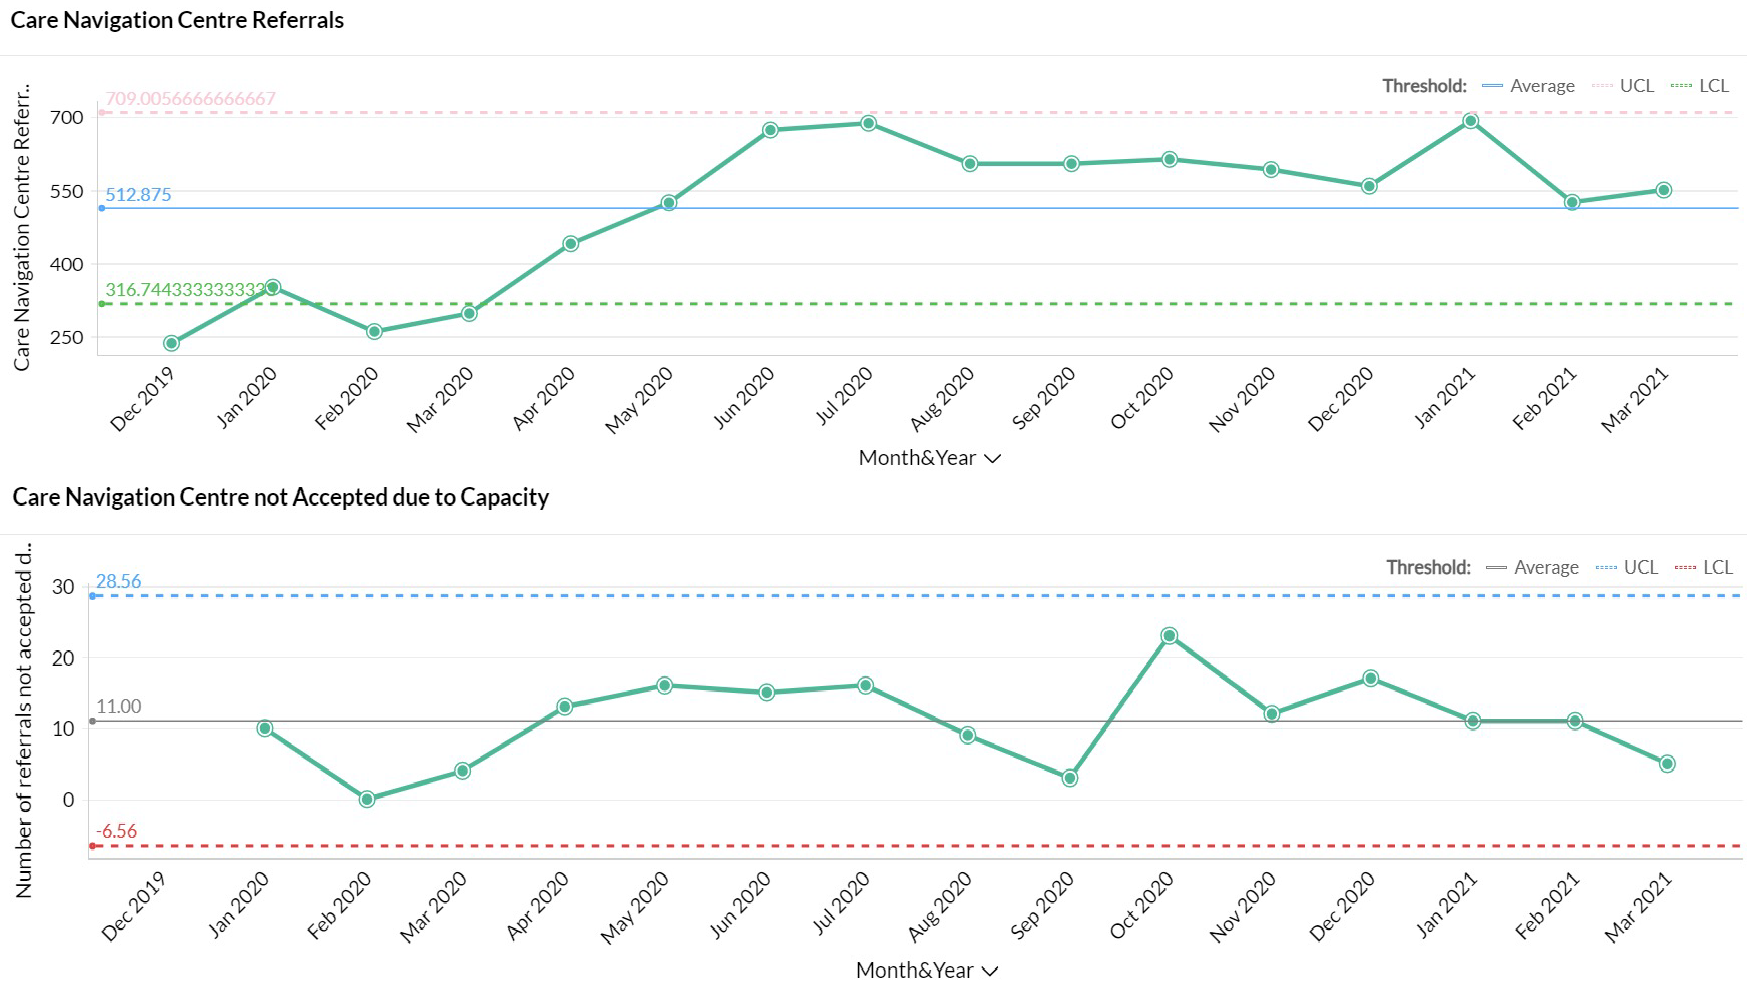 Care Navigation Centre Referrals
Threshold: Average UCL LCL
Care Navigation Centre Referr..
709.0056666666667
700
550
512.875
400
316.744333333333
250
Dec 2019 Jan 2020 Feb 2020 Mar 2020 Apr 2020 May 2020 Jun 2020 Jul 2020 Aug 2020 Sep 2020 Oct 2020 Nov 2020 Dec 2020 Jan 2021 Feb 2021 Mar 2021
Month&Year
Care Navigation Centre not Accepted due to Capacity
Threshold: Average UCL LCL
Number of referrals not accepted d..
30
28.56
20
11.00
10
0
-6.56
Dec 2019 Jan 2020 Feb 2020 Mar 2020 Apr 2020 May 2020 Jun 2020 Jul 2020 Aug 2020 Sep 2020 Oct 2020 Nov 2020 Dec 2020 Jan 2021 Feb 2021 Mar 2021
Month&Year